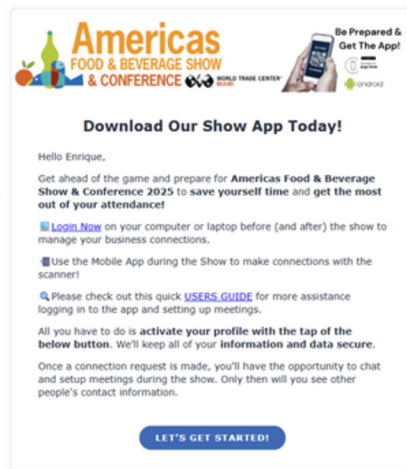 Americas
FOOD & BEVERAGE SHOW
& CONFERENCE
WORLD TRADE CENTER
MIAMI
Be Prepared &
Get The App!
android
Download Our Show App Today!
Hello Enrique,
Get ahead of the game and prepare for Americas Food & Beverage
Show & Conference 2025 to save yourself time and get the most
out of your attendance!
Login Now on your computer or laptop before (and after) the show to
manage your business connections.
Use the Mobile App during the Show to make connections with the
scanner!
Please check out this quick USERS GUIDE for more assistance
logging in to the app and setting up meetings.
All you have to do is activate your profile with the tap of the
below button. We'll keep all of your information and data secure.
Once a connection request is made, you'll have the opportunity to chat
and setup meetings during the show. Only then will you see other
people's contact information.
LET'S GET STARTED!